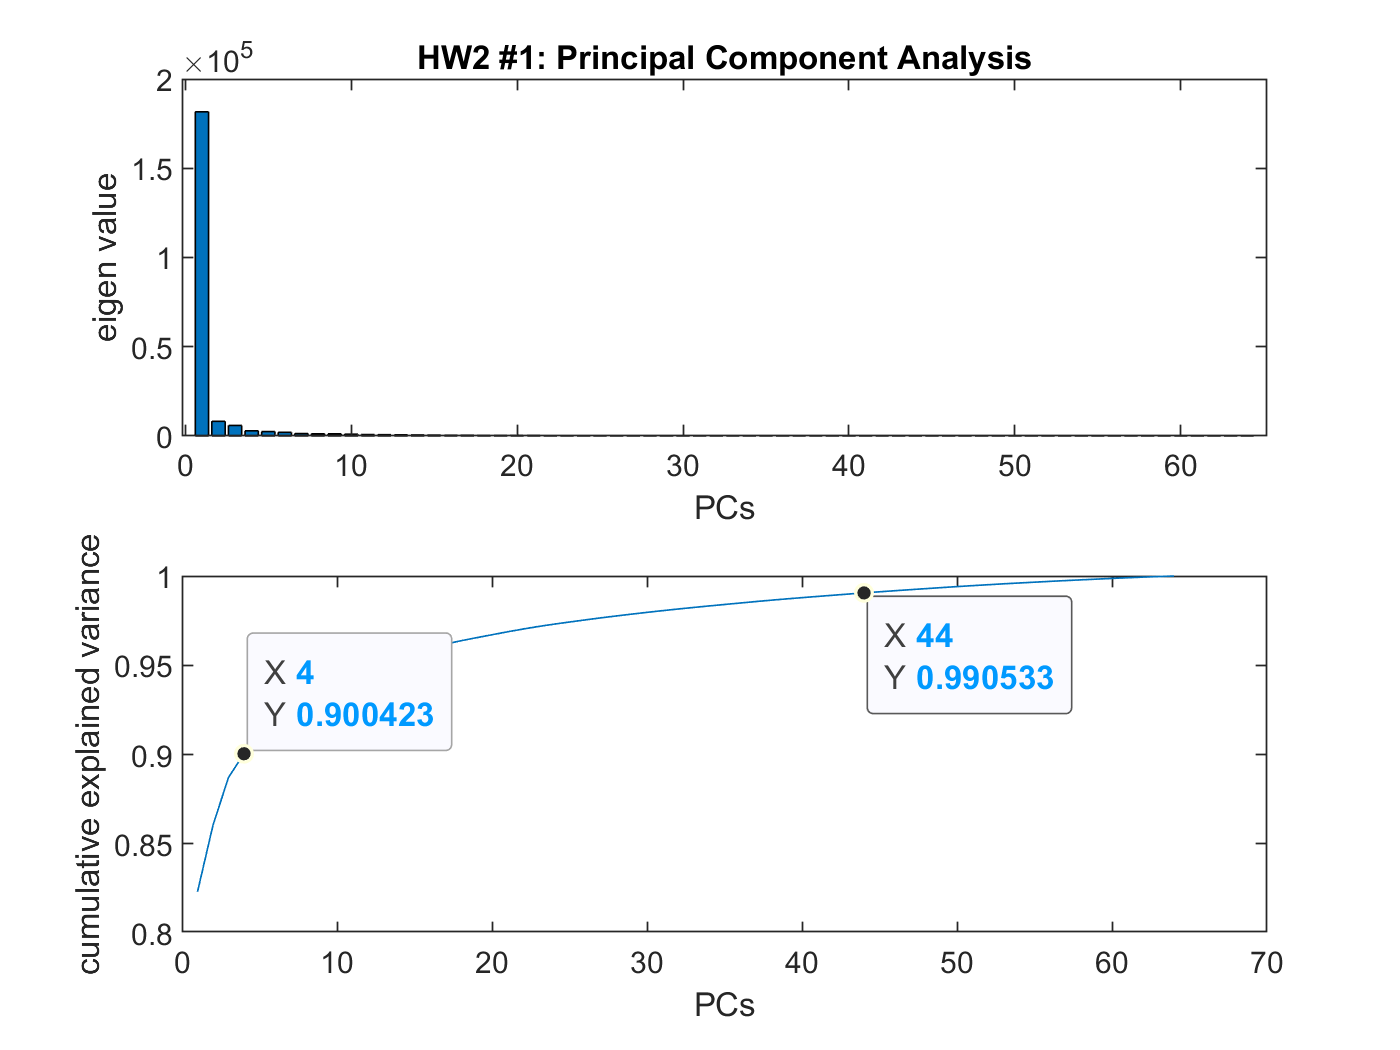 HW2 #1: Principal Component Analysis
×10^5
2
1.5
1
0.5
0
eigen value
0 10 20 30 40 50 60
PCs
1
0.95
0.9
0.85
0.8
cumulative explained variance
X 4
Y 0.900423
X 44
Y 0.990533
0 10 20 30 40 50 60 70
PCs